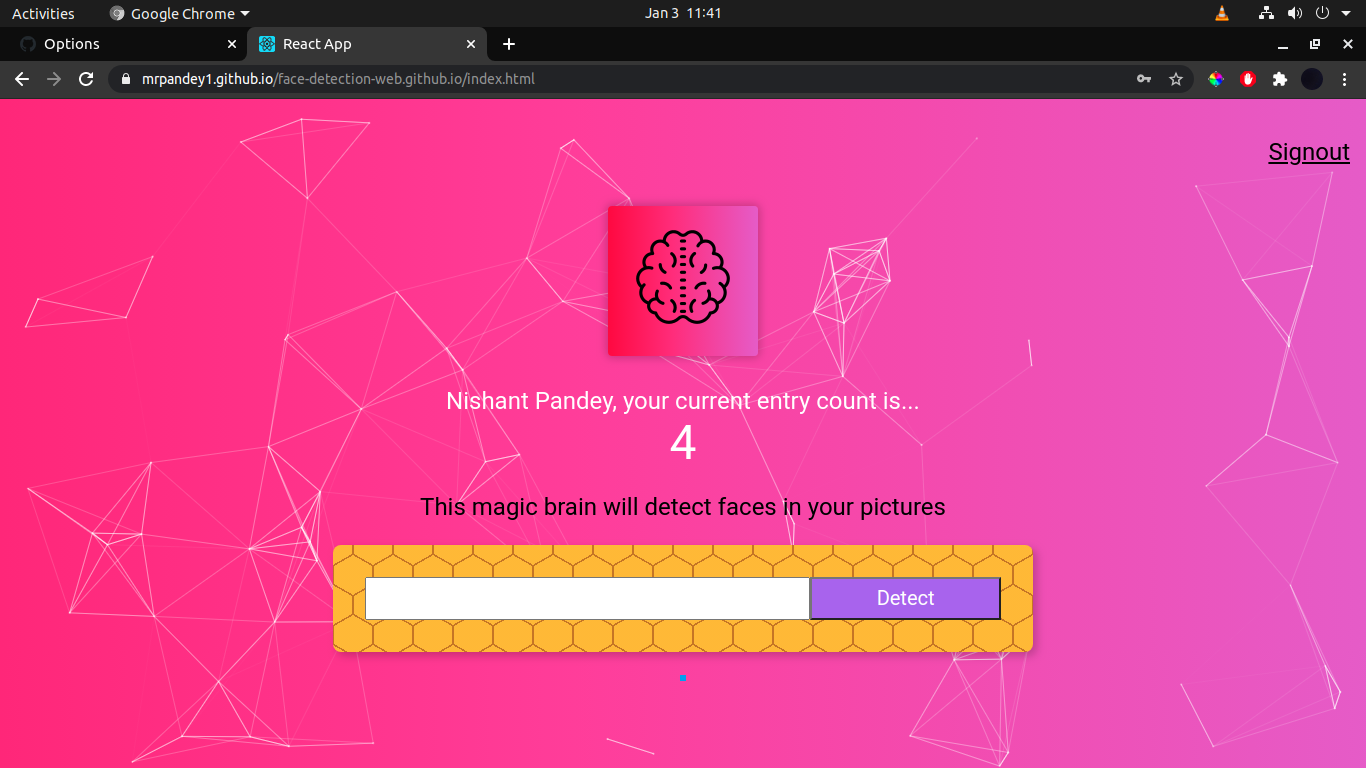 Activities Google Chrome Jan 3 11:41
Options React App
mrpandey1.github.io/face-detection-web.github.io/index.html
Signout
Nishant Pandey, your current entry count is...
4
This magic brain will detect faces in your pictures
Detect